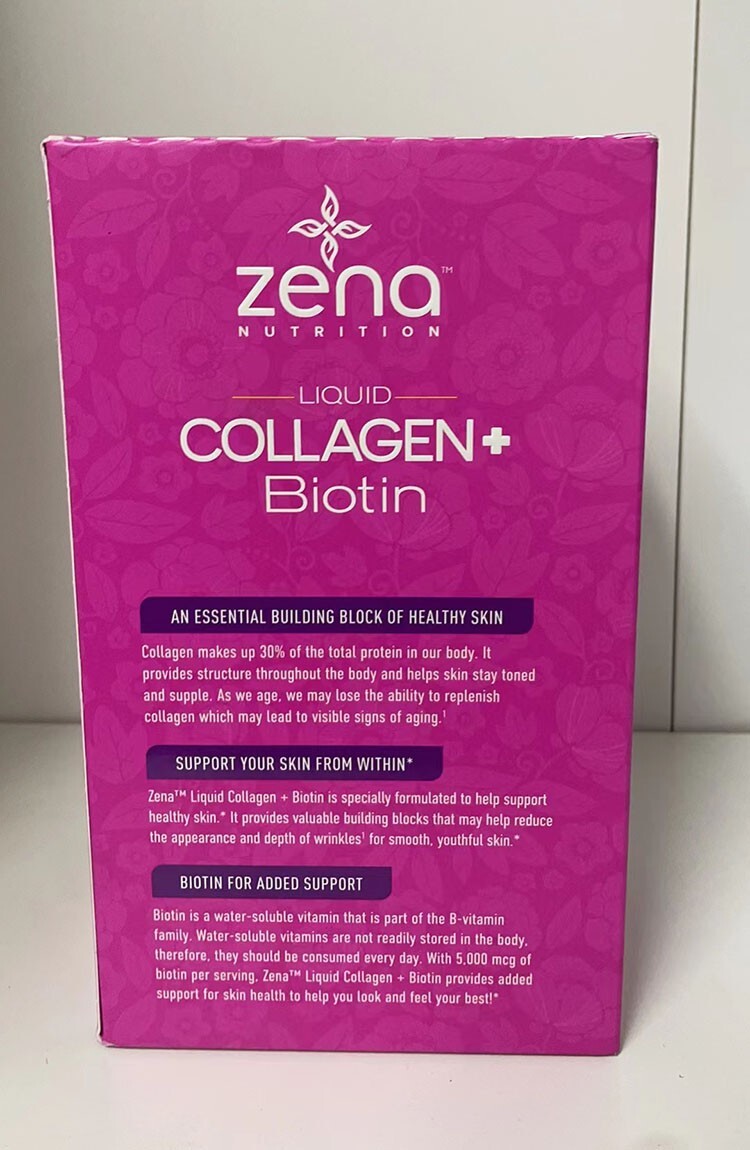 zena™
NUTRITION
LIQUID
COLLAGEN+
Biotin
AN ESSENTIAL BUILDING BLOCK OF HEALTHY SKIN
Collagen makes up 30% of the total protein in our body. It
provides structure throughout the body and helps skin stay toned
and supple. As we age, we may lose the ability to replenish
collagen which may lead to visible signs of aging.¹
SUPPORT YOUR SKIN FROM WITHIN*
Zena™ Liquid Collagen + Biotin is specially formulated to help support
healthy skin.* It provides valuable building blocks that may help reduce
the appearance and depth of wrinkles¹ for smooth, youthful skin.*
BIOTIN FOR ADDED SUPPORT
Biotin is a water-soluble vitamin that is part of the B-vitamin
family. Water-soluble vitamins are not readily stored in the body,
therefore, they should be consumed every day. With 5,000 mcg of
biotin per serving, Zena™ Liquid Collagen + Biotin provides added
support for skin health to help you look and feel your best!*